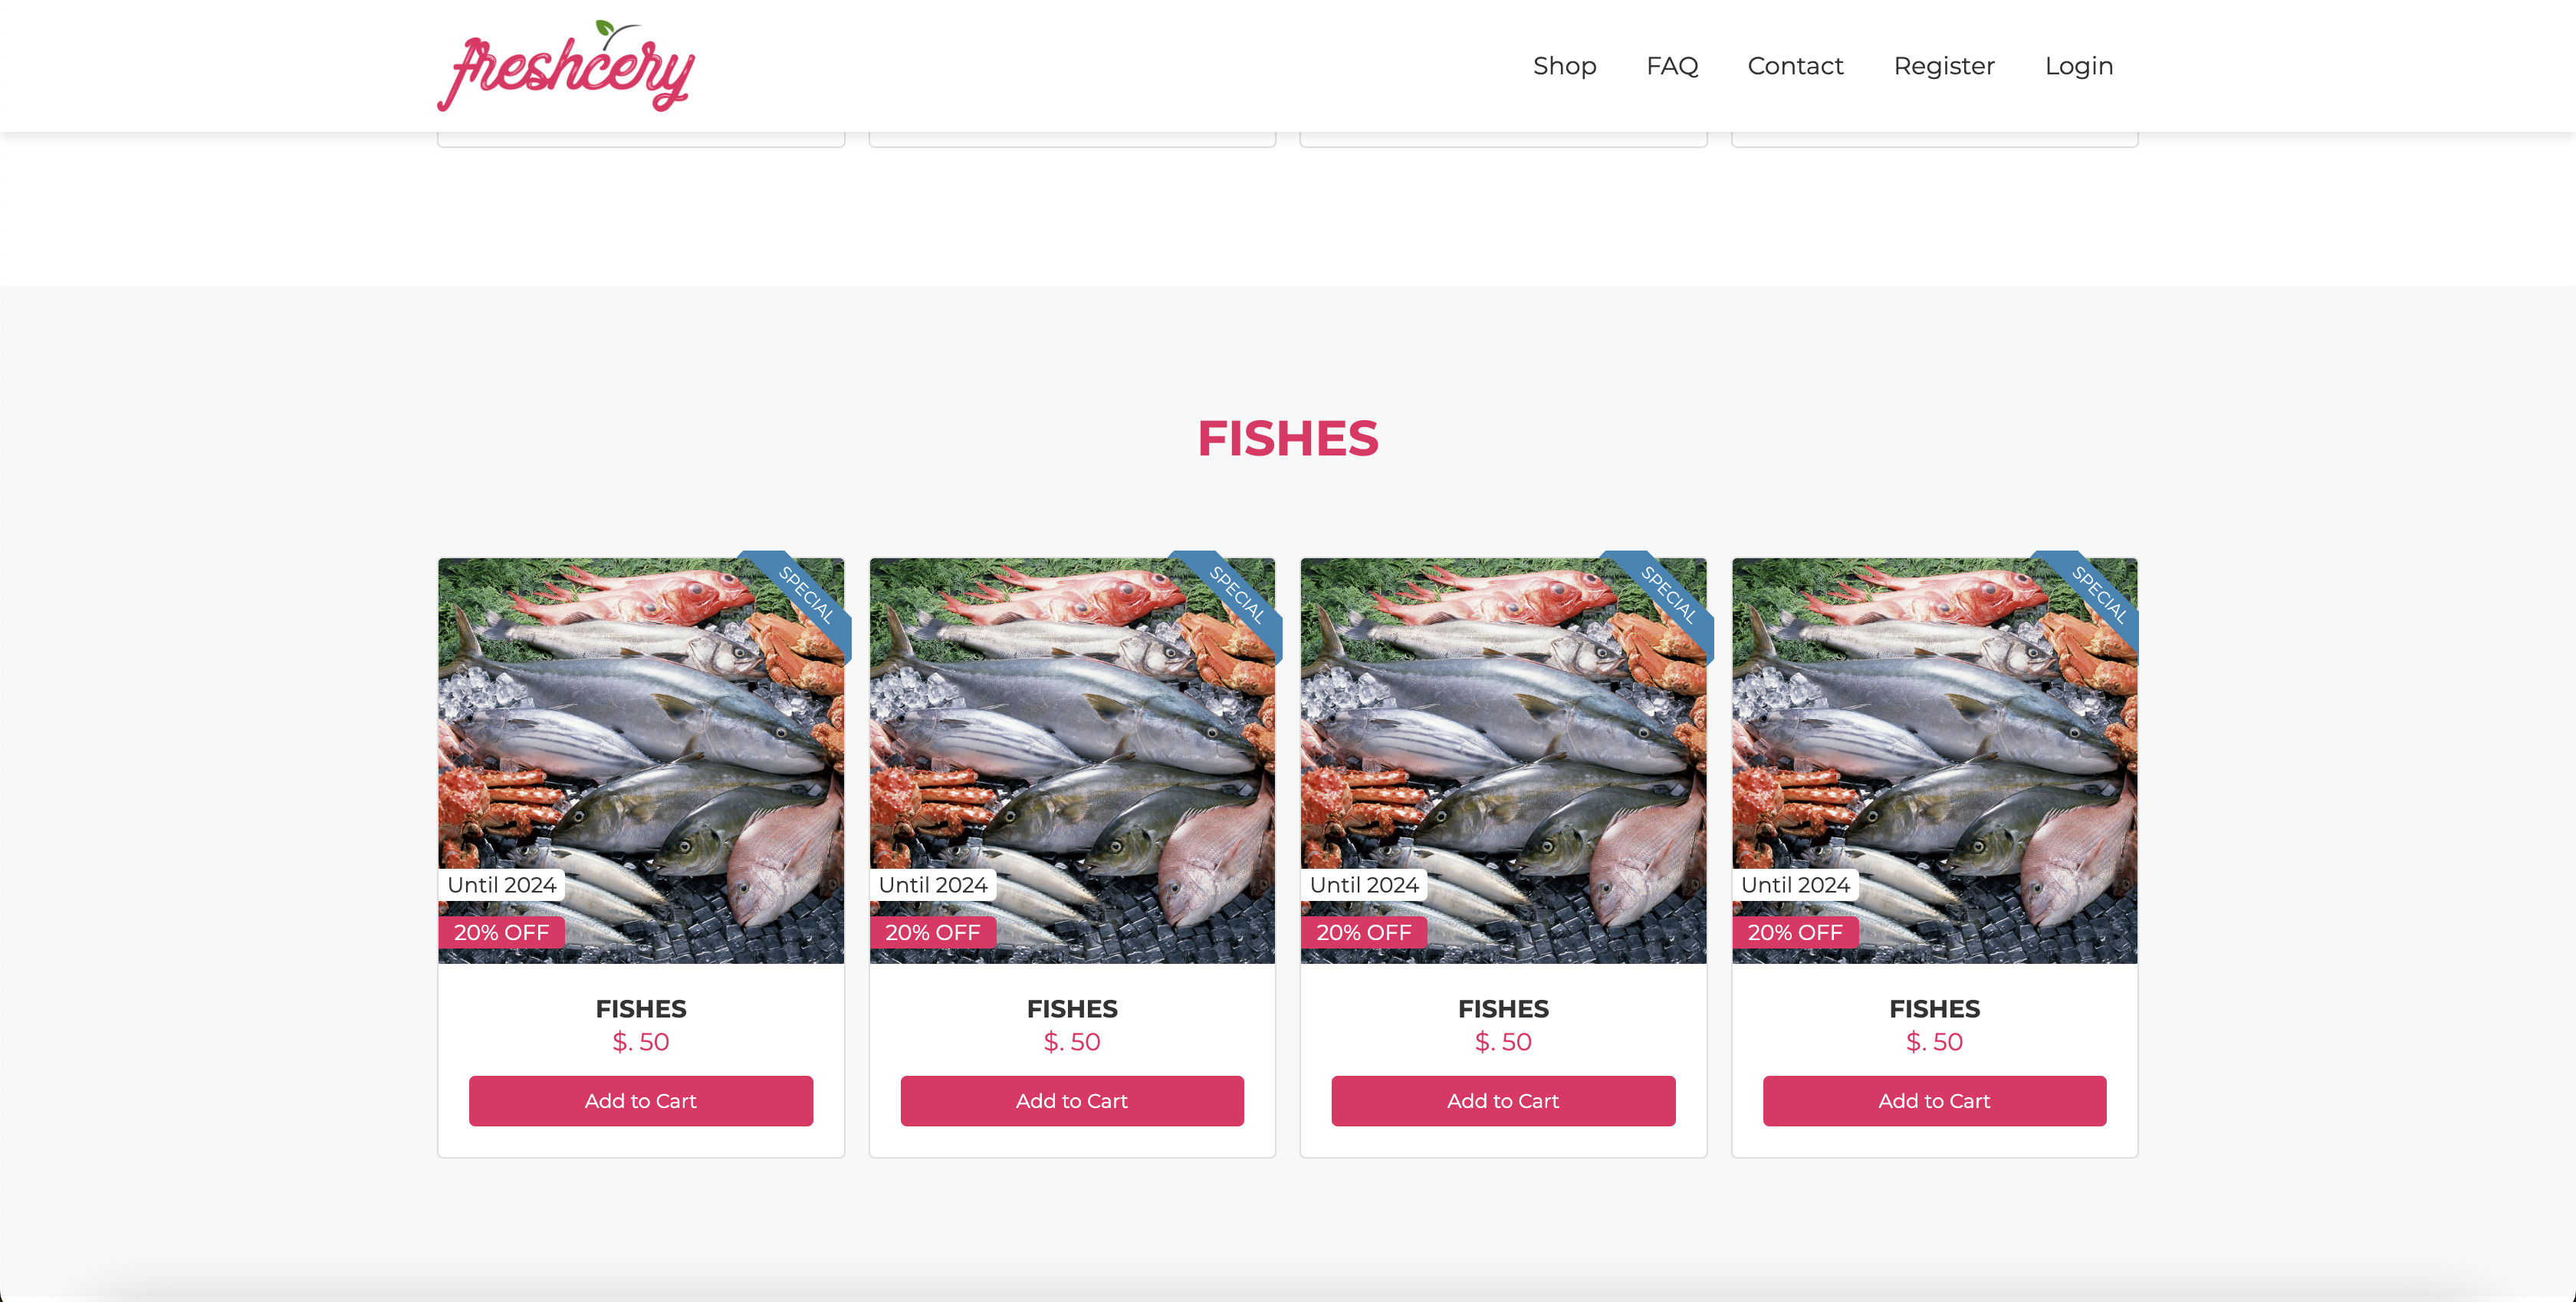 freshcery
Shop FAQ Contact Register Login
FISHES
SPECIAL SPECIAL SPECIAL SPECIAL
Until 2024 Until 2024 Until 2024 Until 2024
20% OFF 20% OFF 20% OFF 20% OFF
FISHES FISHES FISHES FISHES
$. 50 $. 50 $. 50 $. 50
Add to Cart Add to Cart Add to Cart Add to Cart